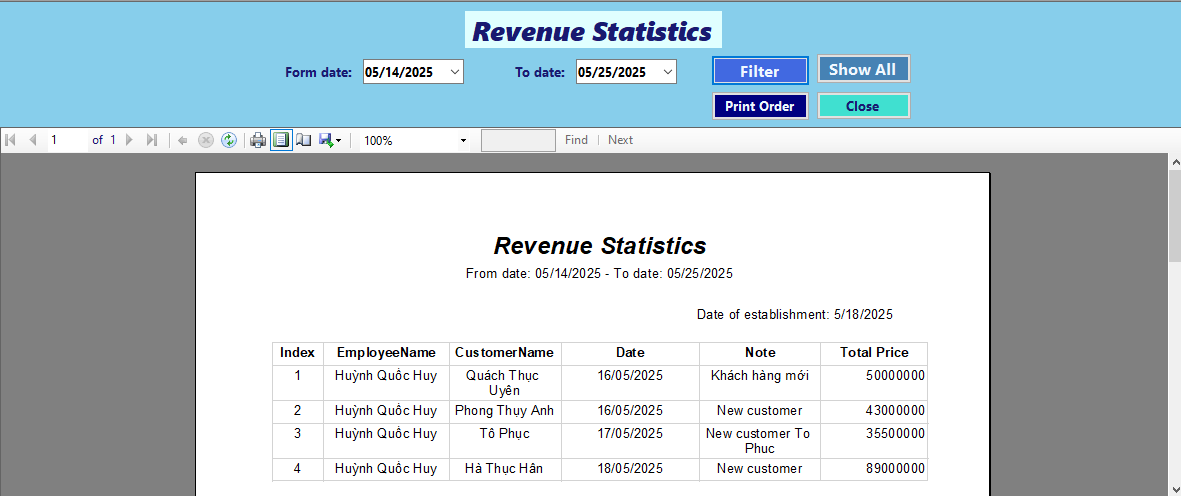 Revenue Statistics
Form date: 05/14/2025 To date: 05/25/2025 Filter Show All
Print Order Close
1 of 1 100% Find Next
Revenue Statistics
From date: 05/14/2025 - To date: 05/25/2025
Date of establishment: 5/18/2025
Index EmployeeName CustomerName Date Note Total Price
1 Huỳnh Quốc Huy Quách Thục 16/05/2025 Khách hàng mới 50000000
Uyên
2 Huỳnh Quốc Huy Phong Thụy Anh 16/05/2025 New customer 43000000
3 Huỳnh Quốc Huy Tô Phục 17/05/2025 New customer To 35500000
Phuc
4 Huỳnh Quốc Huy Hà Thục Hân 18/05/2025 New customer 89000000